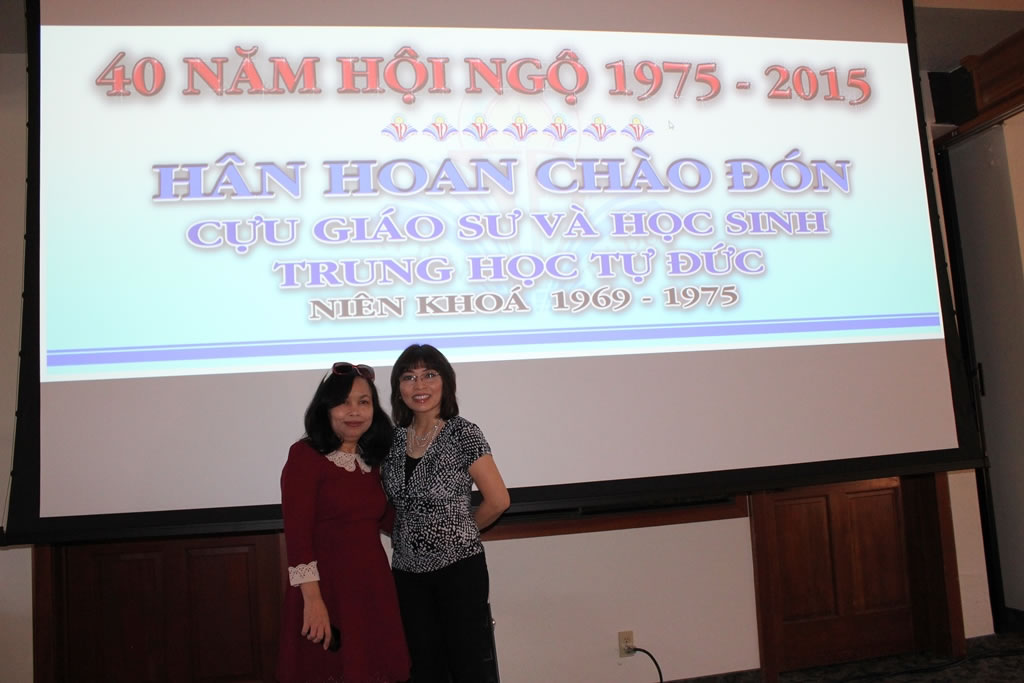 40 NĂM HỘI NGỘ 1975 - 2015
HÂN HOAN CHÀO ĐÓN
CỰU GIÁO SƯ VÀ HỌC SINH
TRUNG HỌC TỰ ĐỨC
NIÊN KHOÁ 1969 - 1975